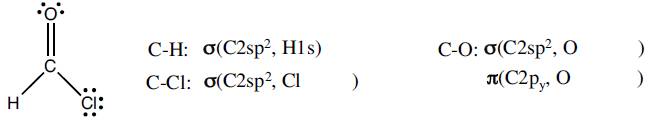 O
C
H
Cl
C-H: σ(C2sp², H1s)
C-Cl: σ(C2sp², Cl )
C-O: σ(C2sp², O )
π(C2pᵧ, O )